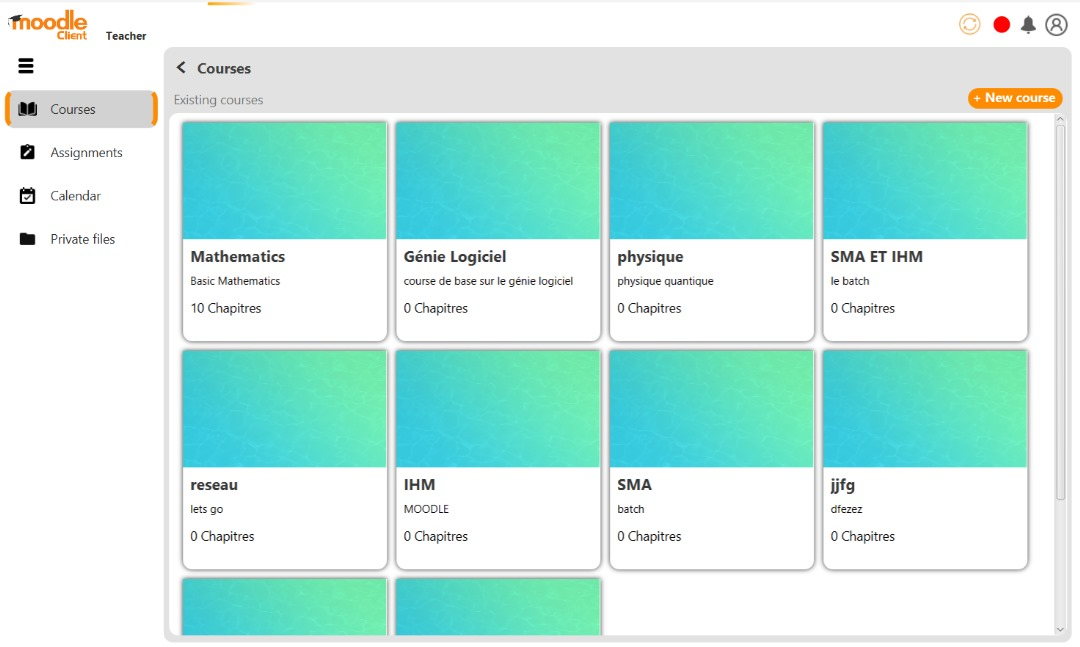 moodle
Client
Teacher
Courses
Courses
Existing courses
+ New course
Assignments
Calendar
Private files
Mathematics
Basic Mathematics
10 Chapitres
Génie Logiciel
course de base sur le génie logiciel
0 Chapitres
physique
physique quantique
0 Chapitres
SMA ET IHM
le batch
0 Chapitres
reseau
lets go
0 Chapitres
IHM
MOODLE
0 Chapitres
SMA
batch
0 Chapitres
jjfg
dfezez
0 Chapitres